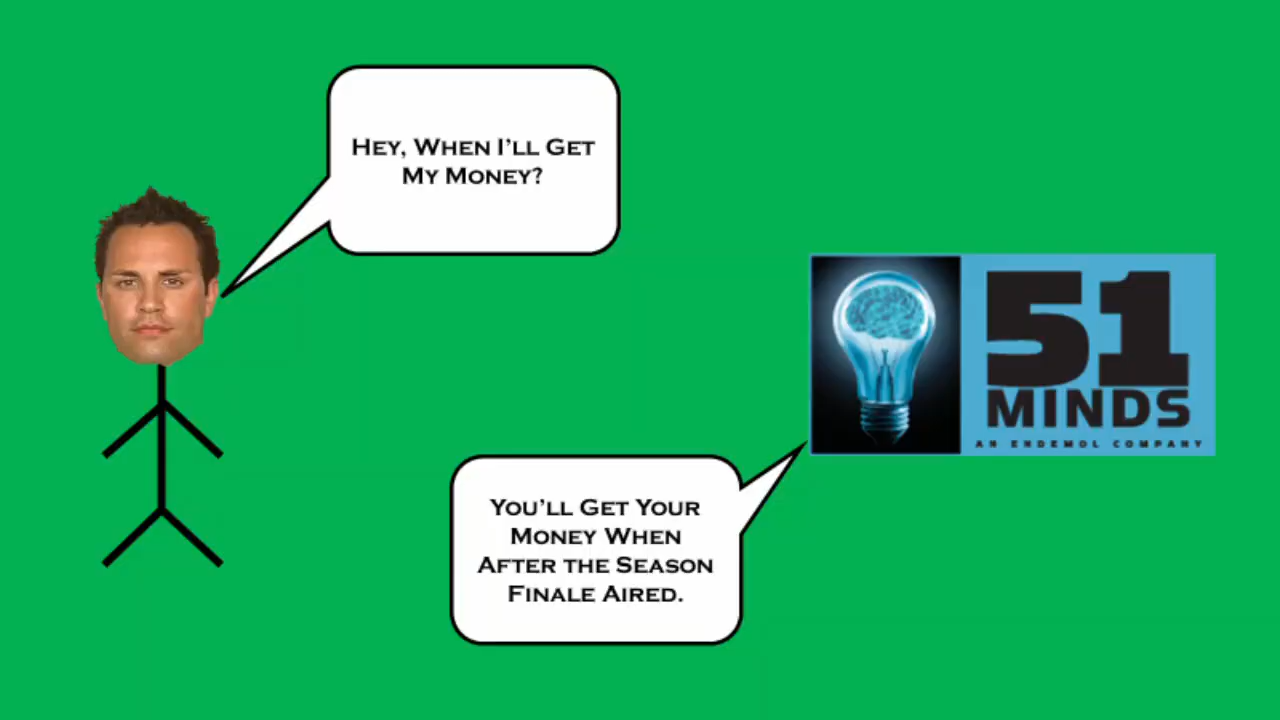 HEY, WHEN I'LL GET
MY MONEY?
51
MINDS
AN ENDEMOL COMPANY
YOU'LL GET YOUR
MONEY WHEN
AFTER THE SEASON
FINALE AIRED.